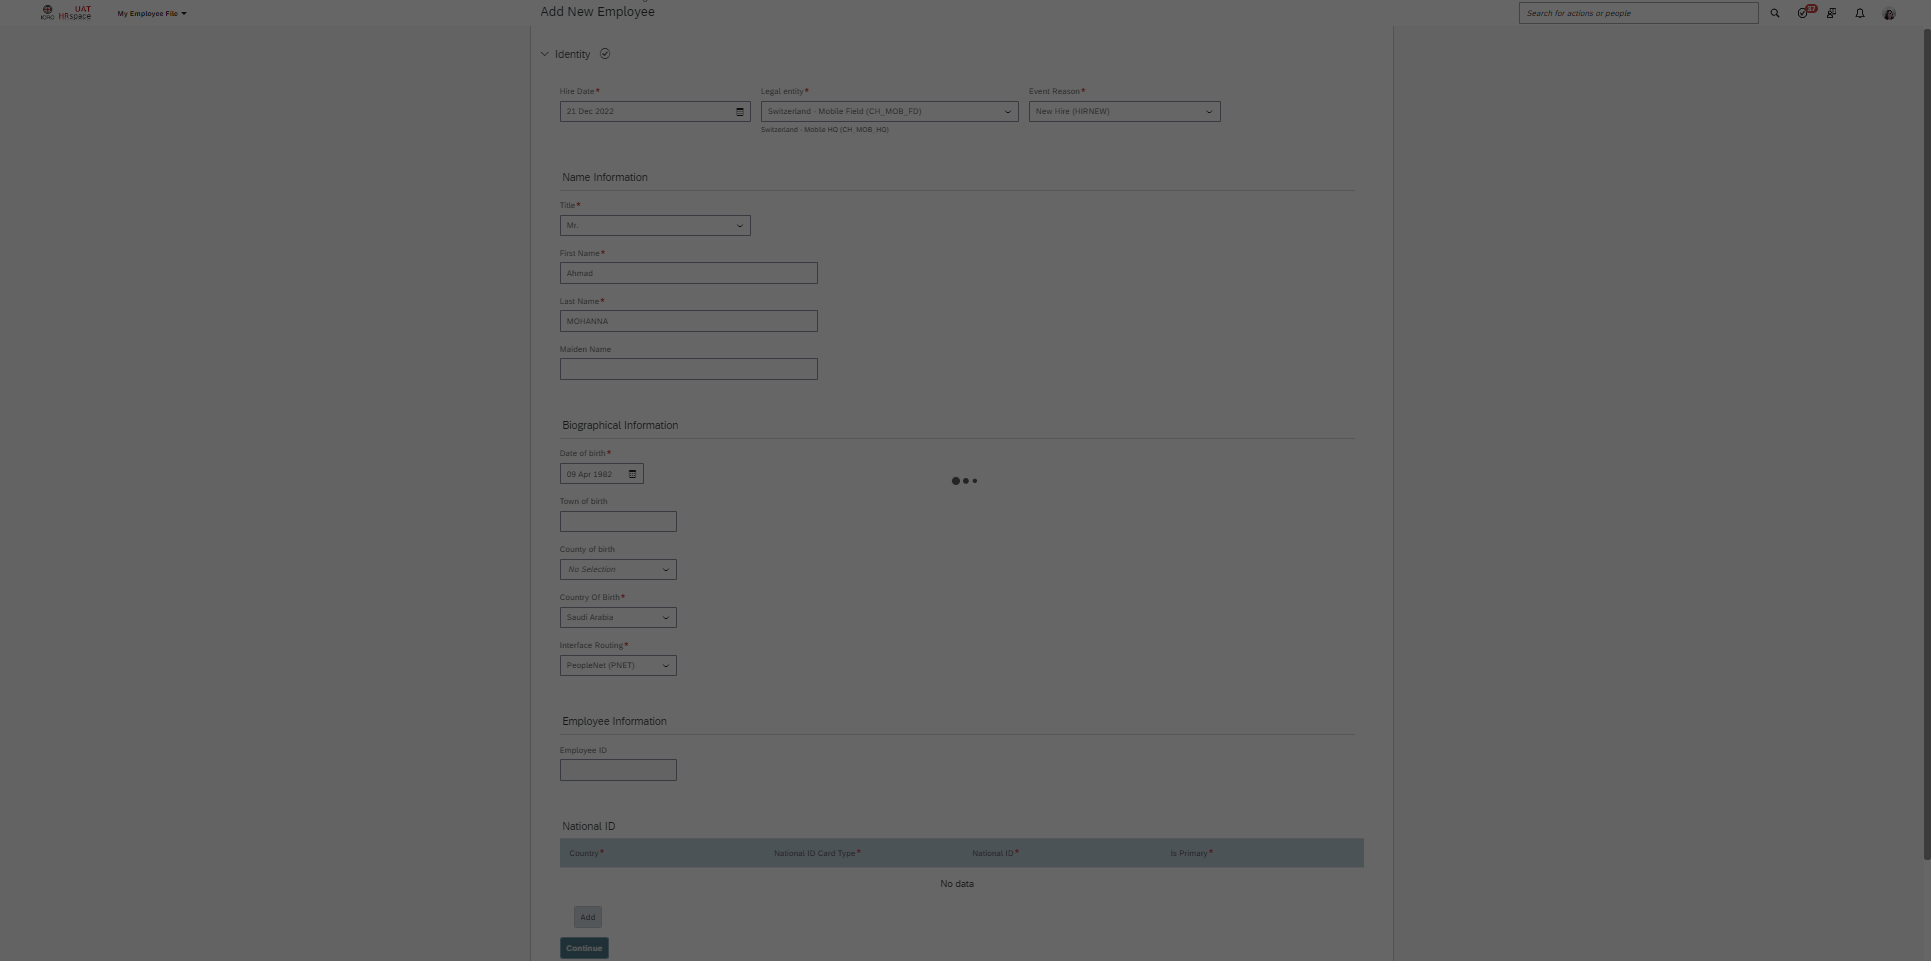 ICRC
UAT
HRspace
My Employee File
Add New Employee
Search for actions or people
37
Identity
Hire Date*
Legal entity*
Event Reason*
21 Dec 2022
Switzerland - Mobile Field (CH_MOB_FD)
New Hire (HIRNEW)
Switzerland - Mobile HQ (CH_MOB_HQ)
Name Information
Title*
Mr.
First Name*
Ahmad
Last Name*
MOHANNA
Maiden Name
Biographical Information
Date of birth*
09 Apr 1982
Town of birth
County of birth
No Selection
Country Of Birth*
Saudi Arabia
Interface Routing*
PeopleNet (PNET)
Employee Information
Employee ID
National ID
Country*
National ID Card Type*
National ID*
Is Primary*
No data
Add
Continue